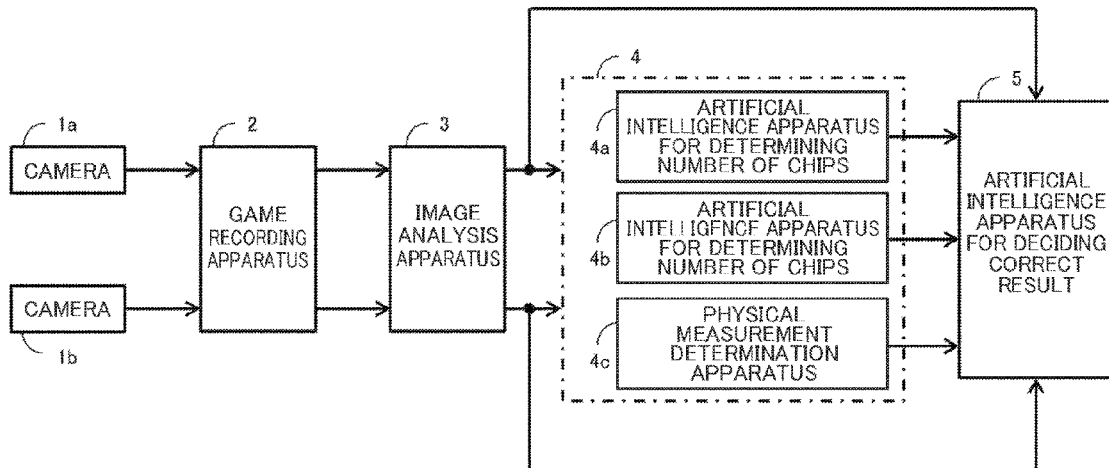 1a
CAMERA
1b
CAMERA
2
GAME
RECORDING
APPARATUS
3
IMAGE
ANALYSIS
APPARATUS
4
4a
ARTIFICIAL
INTELLIGENCE APPARATUS
FOR DETERMINING
NUMBER OF CHIPS
4b
ARTIFICIAL
INTELLIGENCE APPARATUS
FOR DETERMINING
NUMBER OF CHIPS
4c
PHYSICAL
MEASUREMENT
DETERMINATION
APPARATUS
5
ARTIFICIAL
INTELLIGENCE
APPARATUS
FOR DECIDING
CORRECT
RESULT